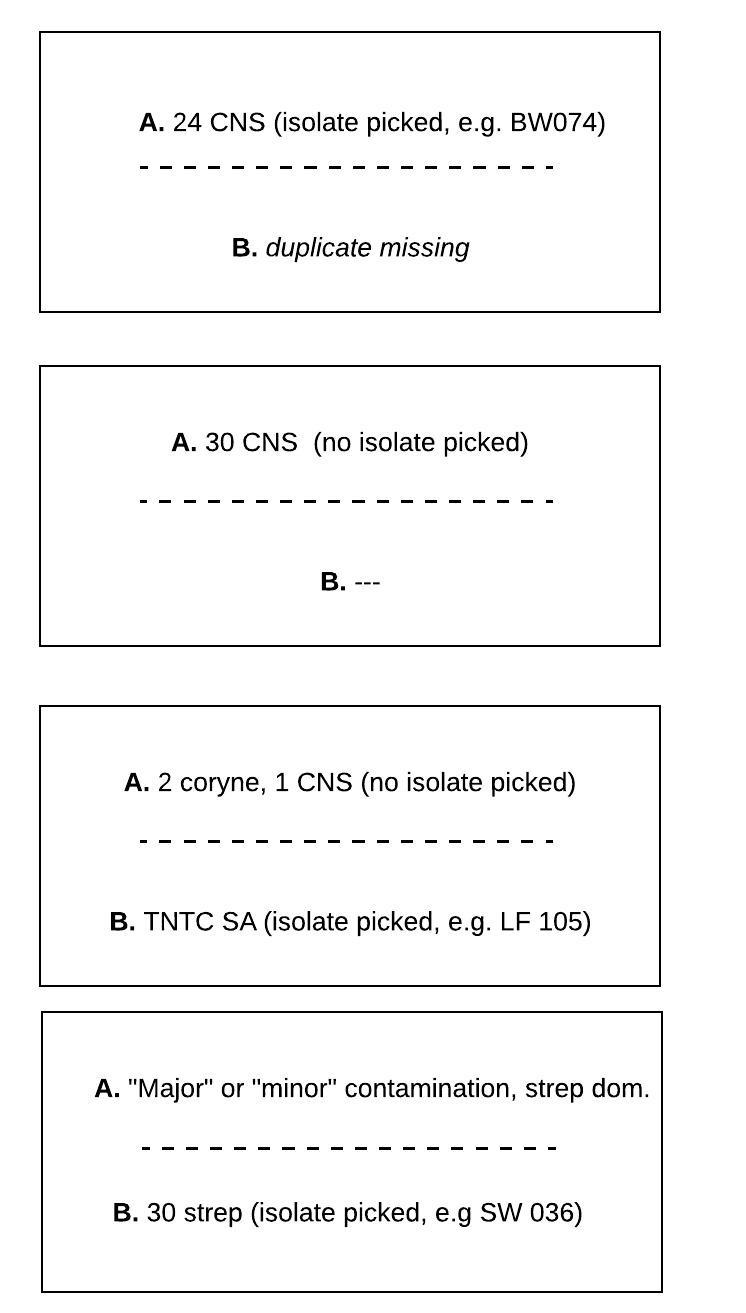 A. 24 CNS (isolate picked, e.g. BW074)
B. duplicate missing
A. 30 CNS  (no isolate picked)
B. ---
A. 2 coryne, 1 CNS (no isolate picked)
B. TNTC SA (isolate picked, e.g. LF 105)
A. "Major" or "minor" contamination, strep dom.
B. 30 strep (isolate picked, e.g SW 036)